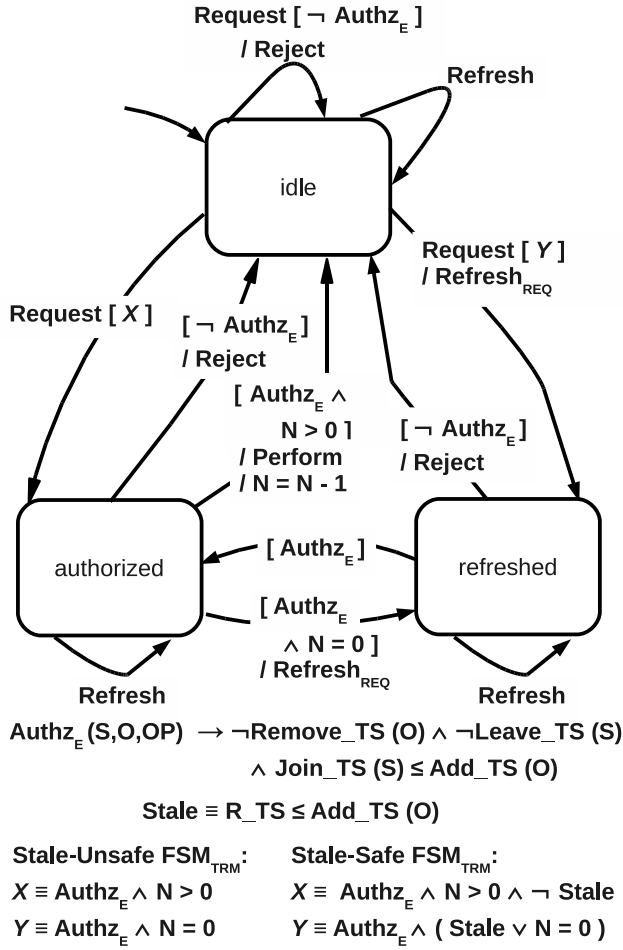 Request [ ¬ Authz_E ]
/ Reject
Refresh
idle
Request [ Y ]
/ Refresh_REQ
Request [ X ]
[ ¬ Authz_E ]
/ Reject
[ Authz_E ∧
N > 0 ]
/ Perform
/ N = N - 1
[ ¬ Authz_E ]
/ Reject
authorized
[ Authz_E ]
refreshed
[ Authz_E
∧ N = 0 ]
/ Refresh_REQ
Refresh
Refresh
Authz_E (S,O,OP) → ¬Remove_TS (O) ∧ ¬Leave_TS (S)
∧ Join_TS (S) ≤ Add_TS (O)
Stale ≡ R_TS ≤ Add_TS (O)
Stale-Unsafe FSM_TRM:
X ≡ Authz_E ∧ N > 0
Y ≡ Authz_E ∧ N = 0
Stale-Safe FSM_TRM:
X ≡ Authz_E ∧ N > 0 ∧ ¬ Stale
Y ≡ Authz_E ∧ ( Stale ∨ N = 0 )